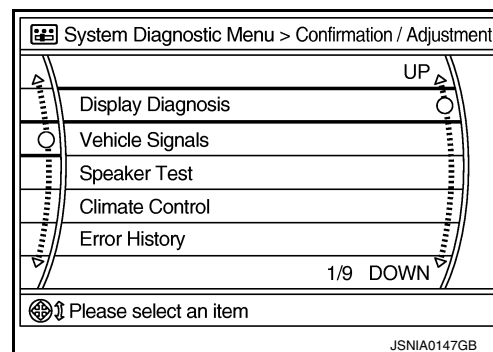 System Diagnostic Menu > Confirmation / Adjustment
UP
Display Diagnosis
Vehicle Signals
Speaker Test
Climate Control
Error History
1/9 DOWN
Please select an item
JSNIA0147GB